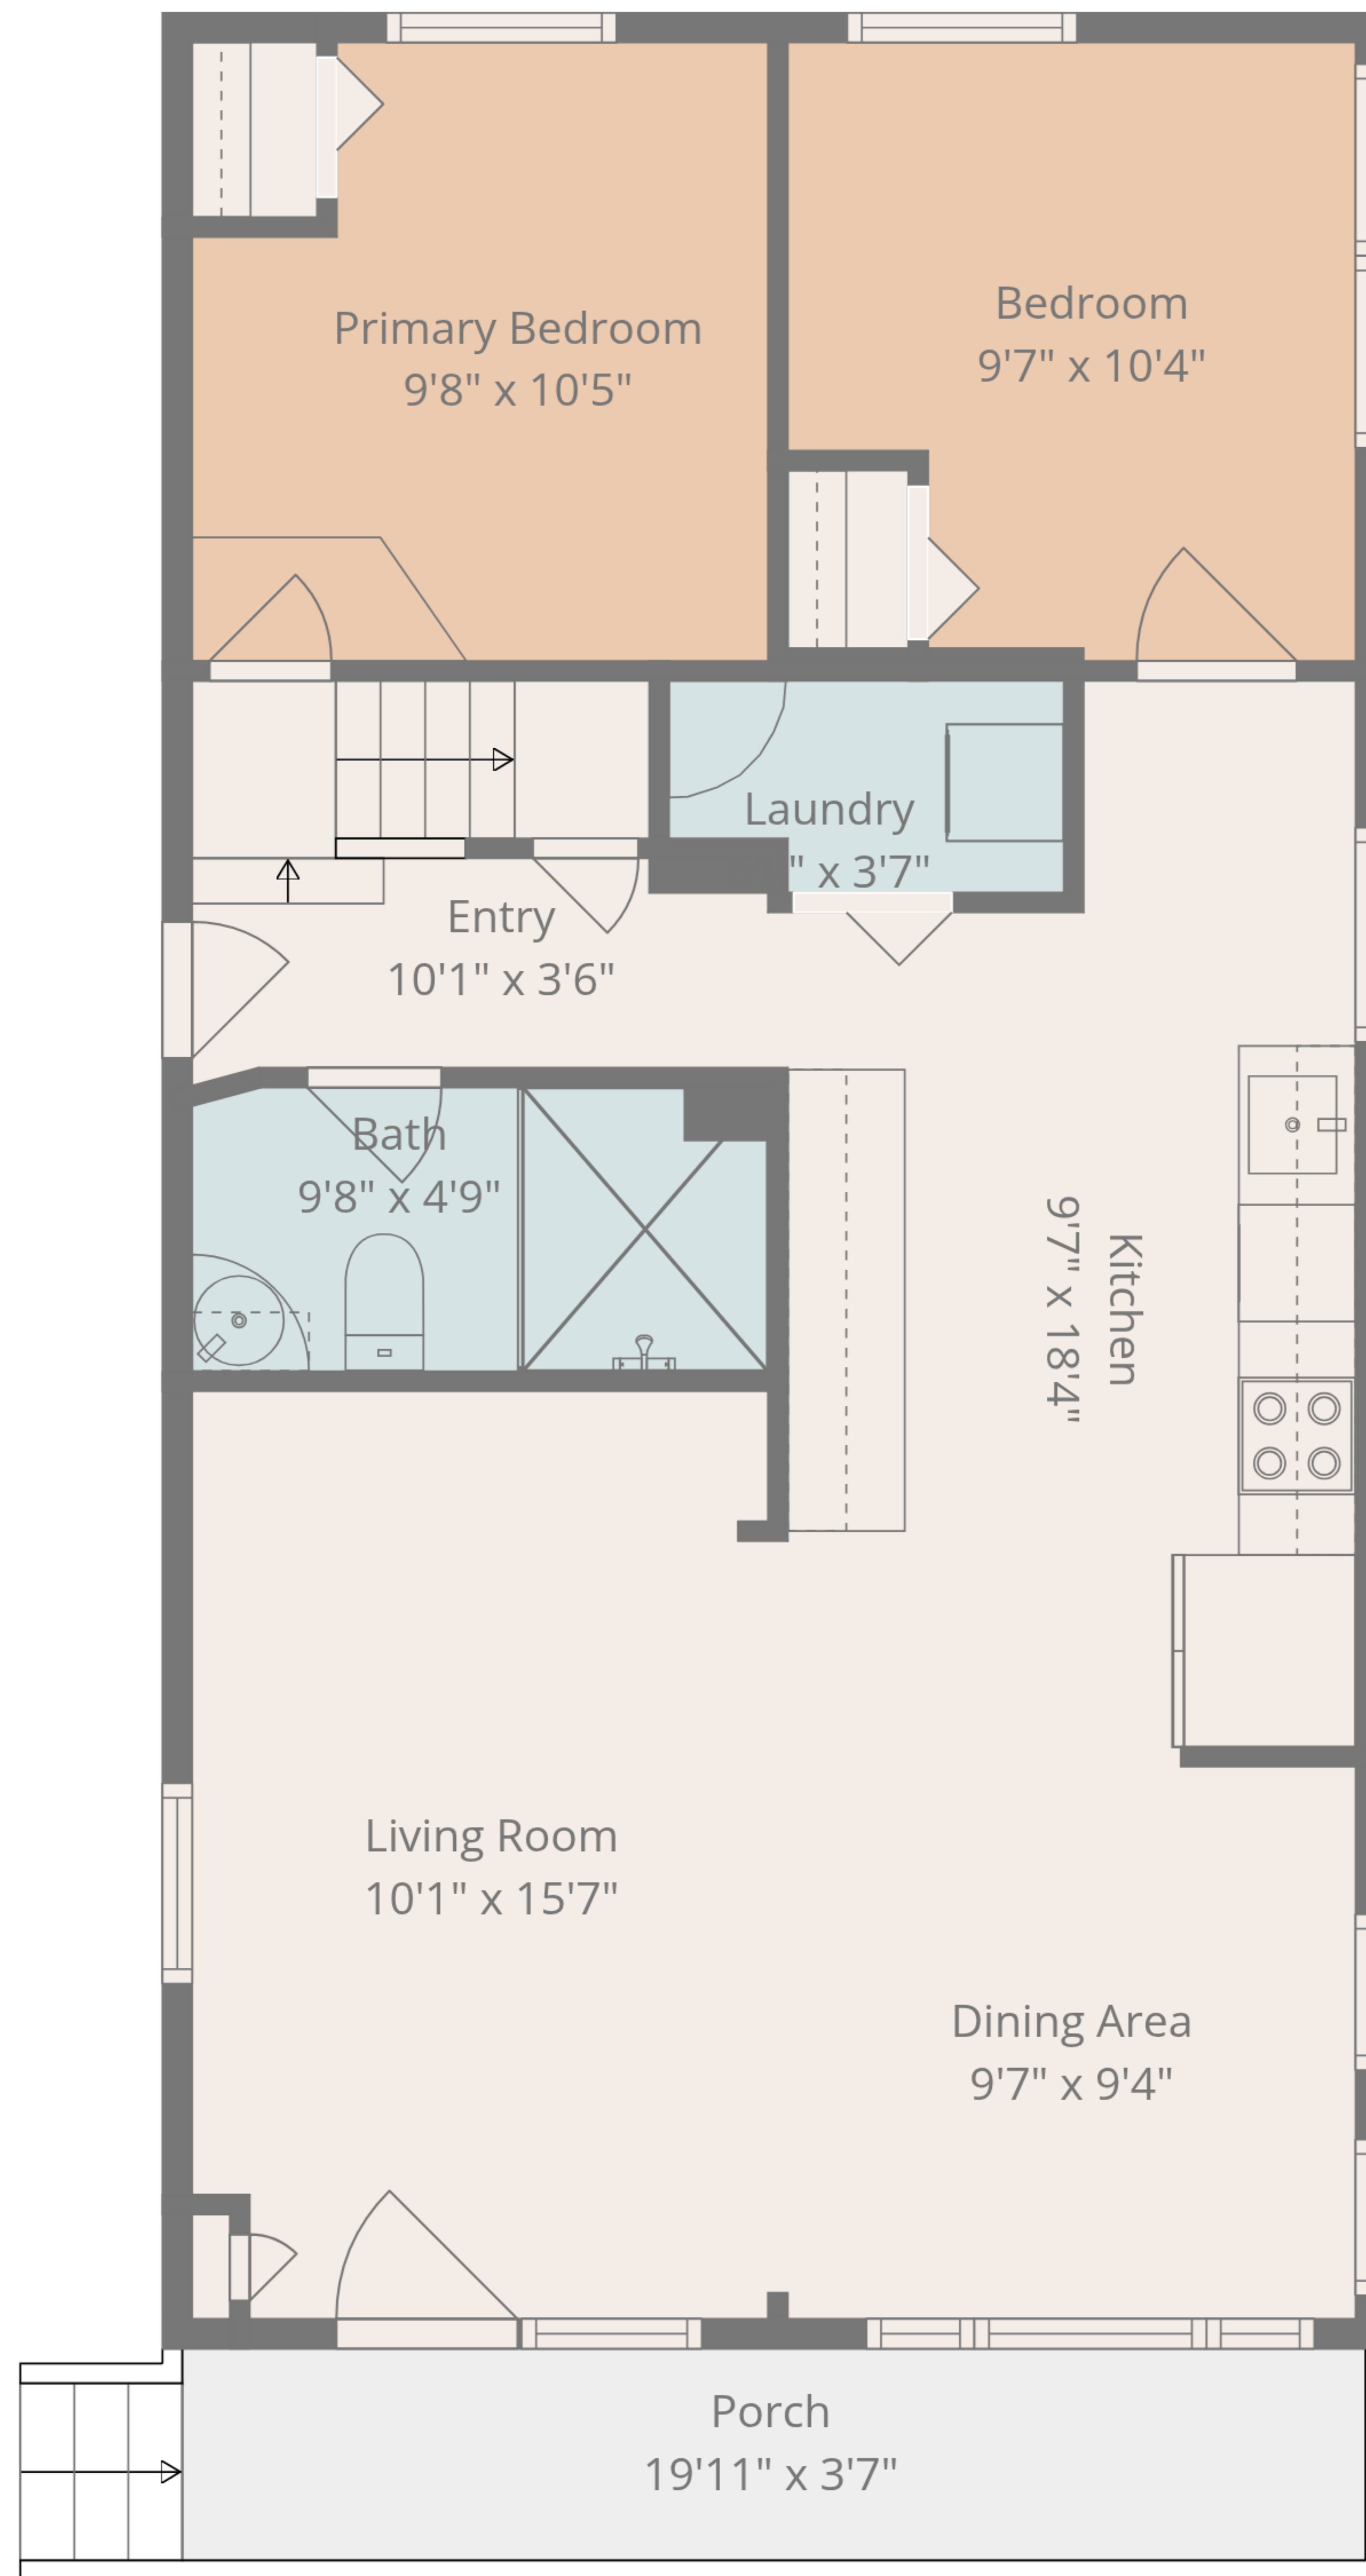 Primary Bedroom
9'8" x 10'5"
Bedroom
9'7" x 10'4"
Laundry
" x 3'7"
Entry
10'1" x 3'6"
Bath
9'8" x 4'9"
Kitchen
9'7" x 18'4"
Living Room
10'1" x 15'7"
Dining Area
9'7" x 9'4"
Porch
19'11" x 3'7"